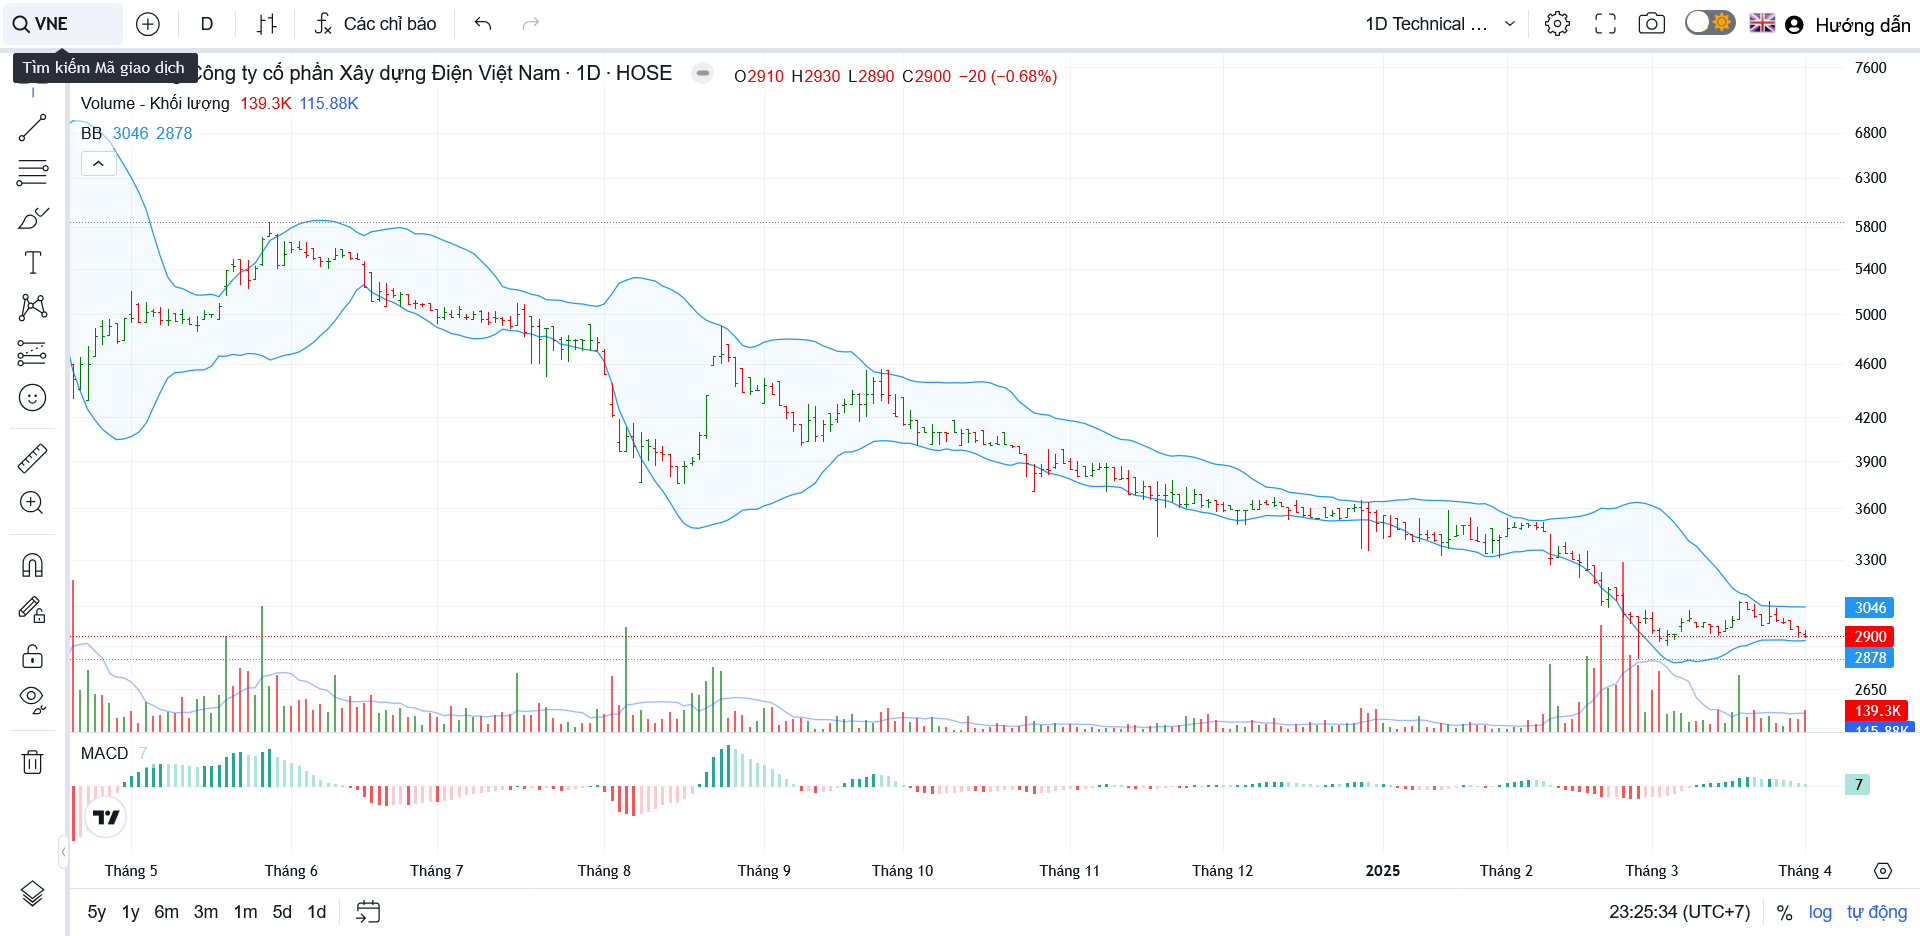 VNE
D
Các chỉ báo
1D Technical ...
Hướng dẫn
Tìm kiếm Mã giao dịch
Công ty cổ phần Xây dựng Điện Việt Nam · 1D · HOSE
O2910 H2930 L2890 C2900 −20 (−0.68%)
Volume - Khối lượng 139.3K 115.88K
BB 3046 2878
7600
6800
6300
5800
5400
5000
4600
4200
3900
3600
3300
3046
2900
2878
2650
139.3K
115.88K
MACD 7
7
Tháng 5 Tháng 6 Tháng 7 Tháng 8 Tháng 9 Tháng 10 Tháng 11 Tháng 12 2025 Tháng 2 Tháng 3 Tháng 4
5y 1y 6m 3m 1m 5d 1d
23:25:34 (UTC+7) % log tự động